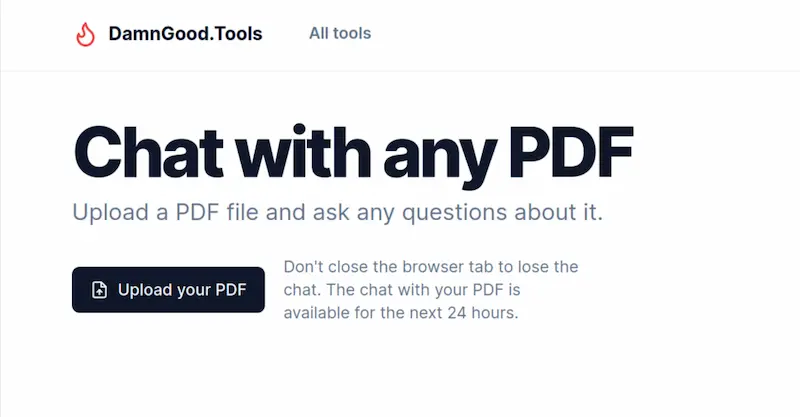 DamnGood.Tools All tools
Chat with any PDF
Upload a PDF file and ask any questions about it.
Upload your PDF
Don't close the browser tab to lose the
chat. The chat with your PDF is
available for the next 24 hours.